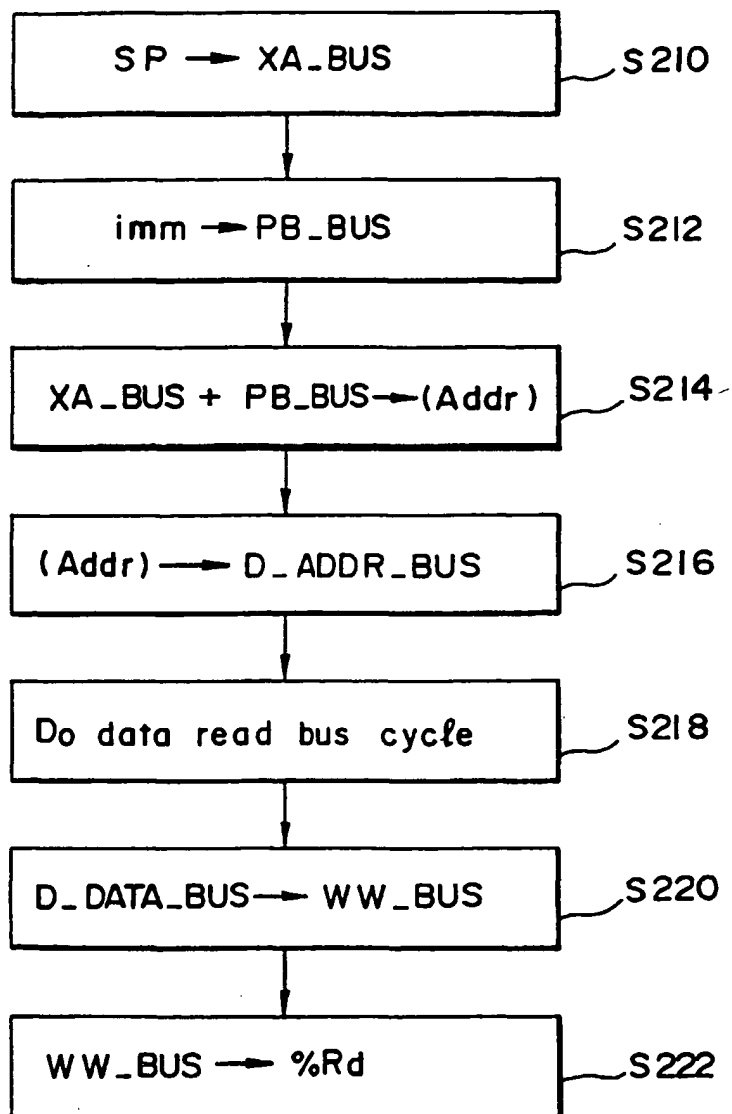 SP → XA_BUS
S210
imm → PB_BUS
S212
XA_BUS + PB_BUS → (Addr)
S214
(Addr) → D_ADDR_BUS
S216
Do data read bus cycle
S218
D_DATA_BUS → WW_BUS
S220
WW_BUS → %Rd
S222